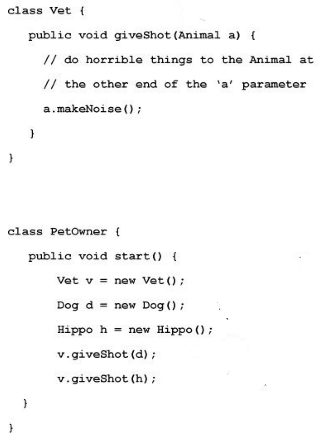 class Vet {
public void giveShot(Animal a) {
// do horrible things to the Animal at
// the other end of the ‘a’ parameter
a.makeNoise();
}
}
class PetOwner {
public void start() {
Vet v = new Vet();
Dog d = new Dog();
Hippo h = new Hippo();
v.giveShot(d);
v.giveShot(h);
}
}